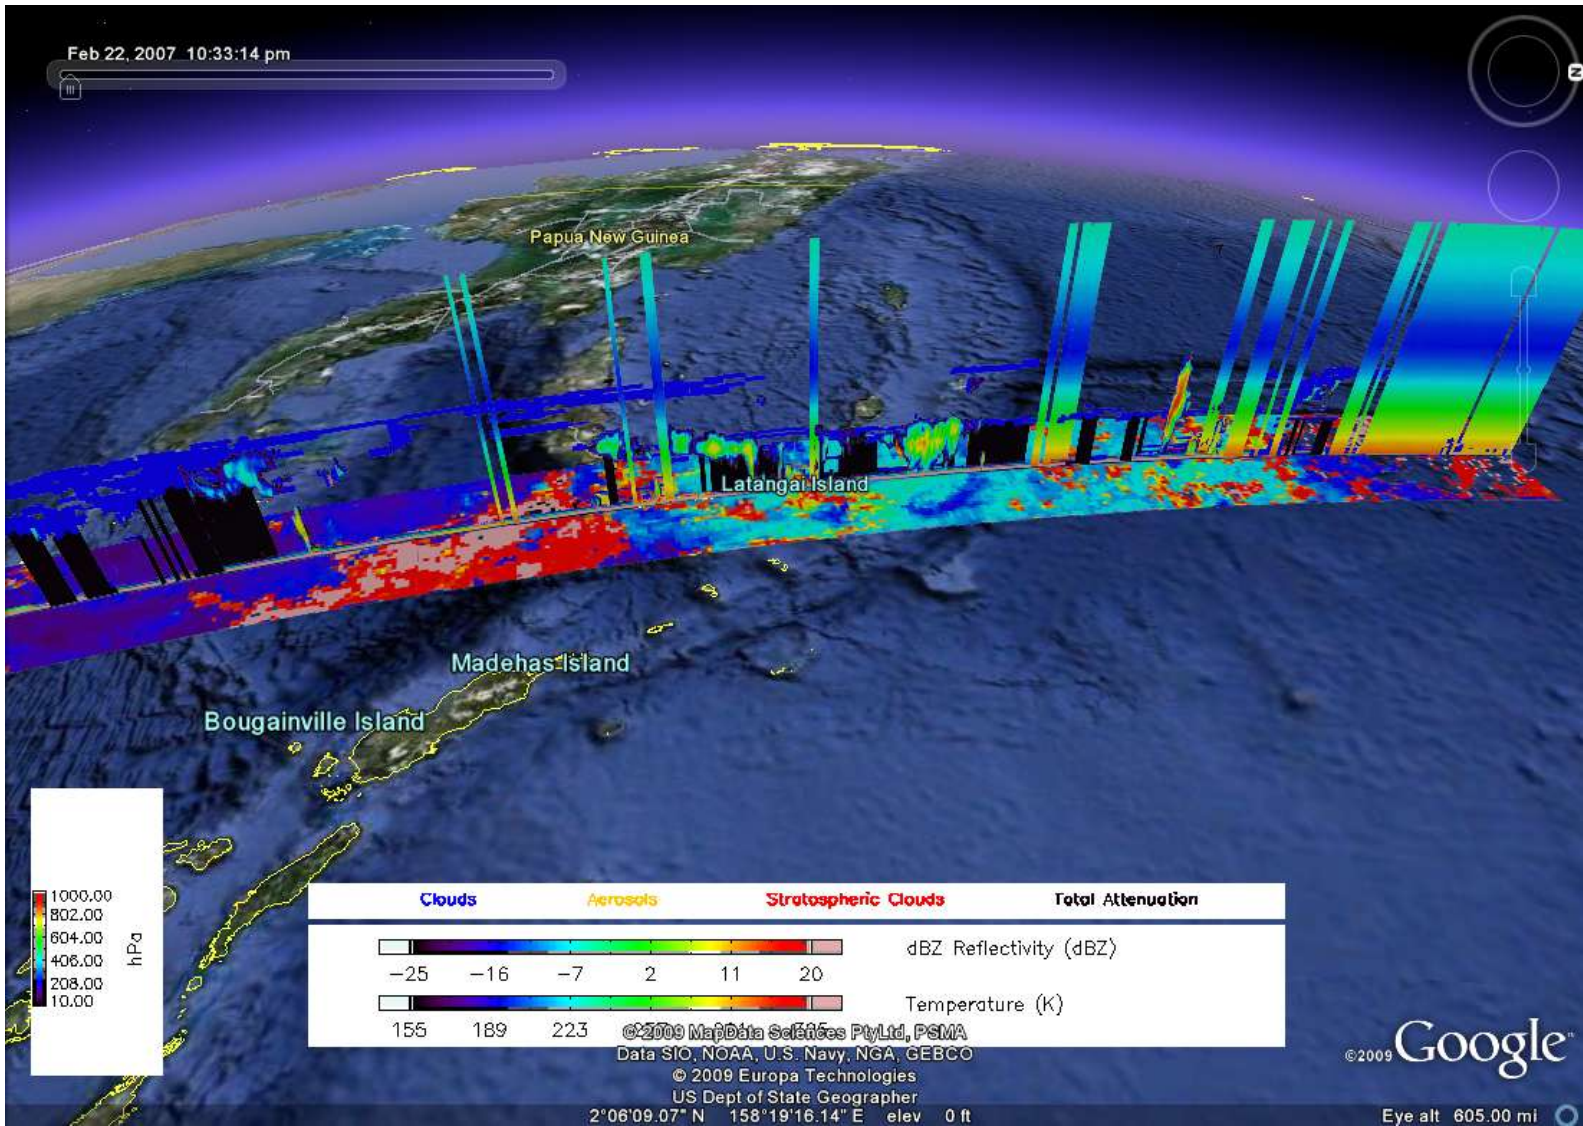 Feb 22, 2007 10:33:14 pm
N
Papua New Guinea
Latangai Island
Madehas Island
Bougainville Island
1000.00
802.00
604.00
406.00
208.00
10.00
hPa
Clouds Aerosols Stratospheric Clouds Total Attenuation
dBZ Reflectivity (dBZ)
-25 -16 -7 2 11 20
Temperature (K)
155 189 223
© 2009 MapData Sciences PtyLtd, PSMA
Data SIO, NOAA, U.S. Navy, NGA, GEBCO
© 2009 Europa Technologies
US Dept of State Geographer
©2009 Google
2°06'09.07" N 158°19'16.14" E elev 0 ft
Eye alt 605.00 mi